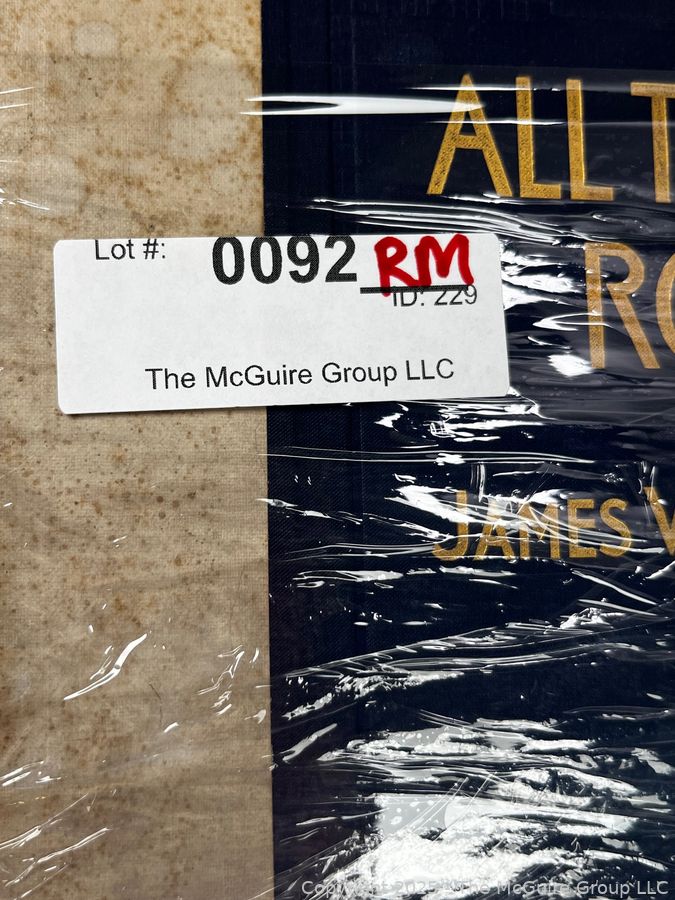 ALL T
Lot #: 0092 RM
RO
ID: 229
The McGuire Group LLC
JAMES V
Copyright 2025 - The McGuire Group LLC